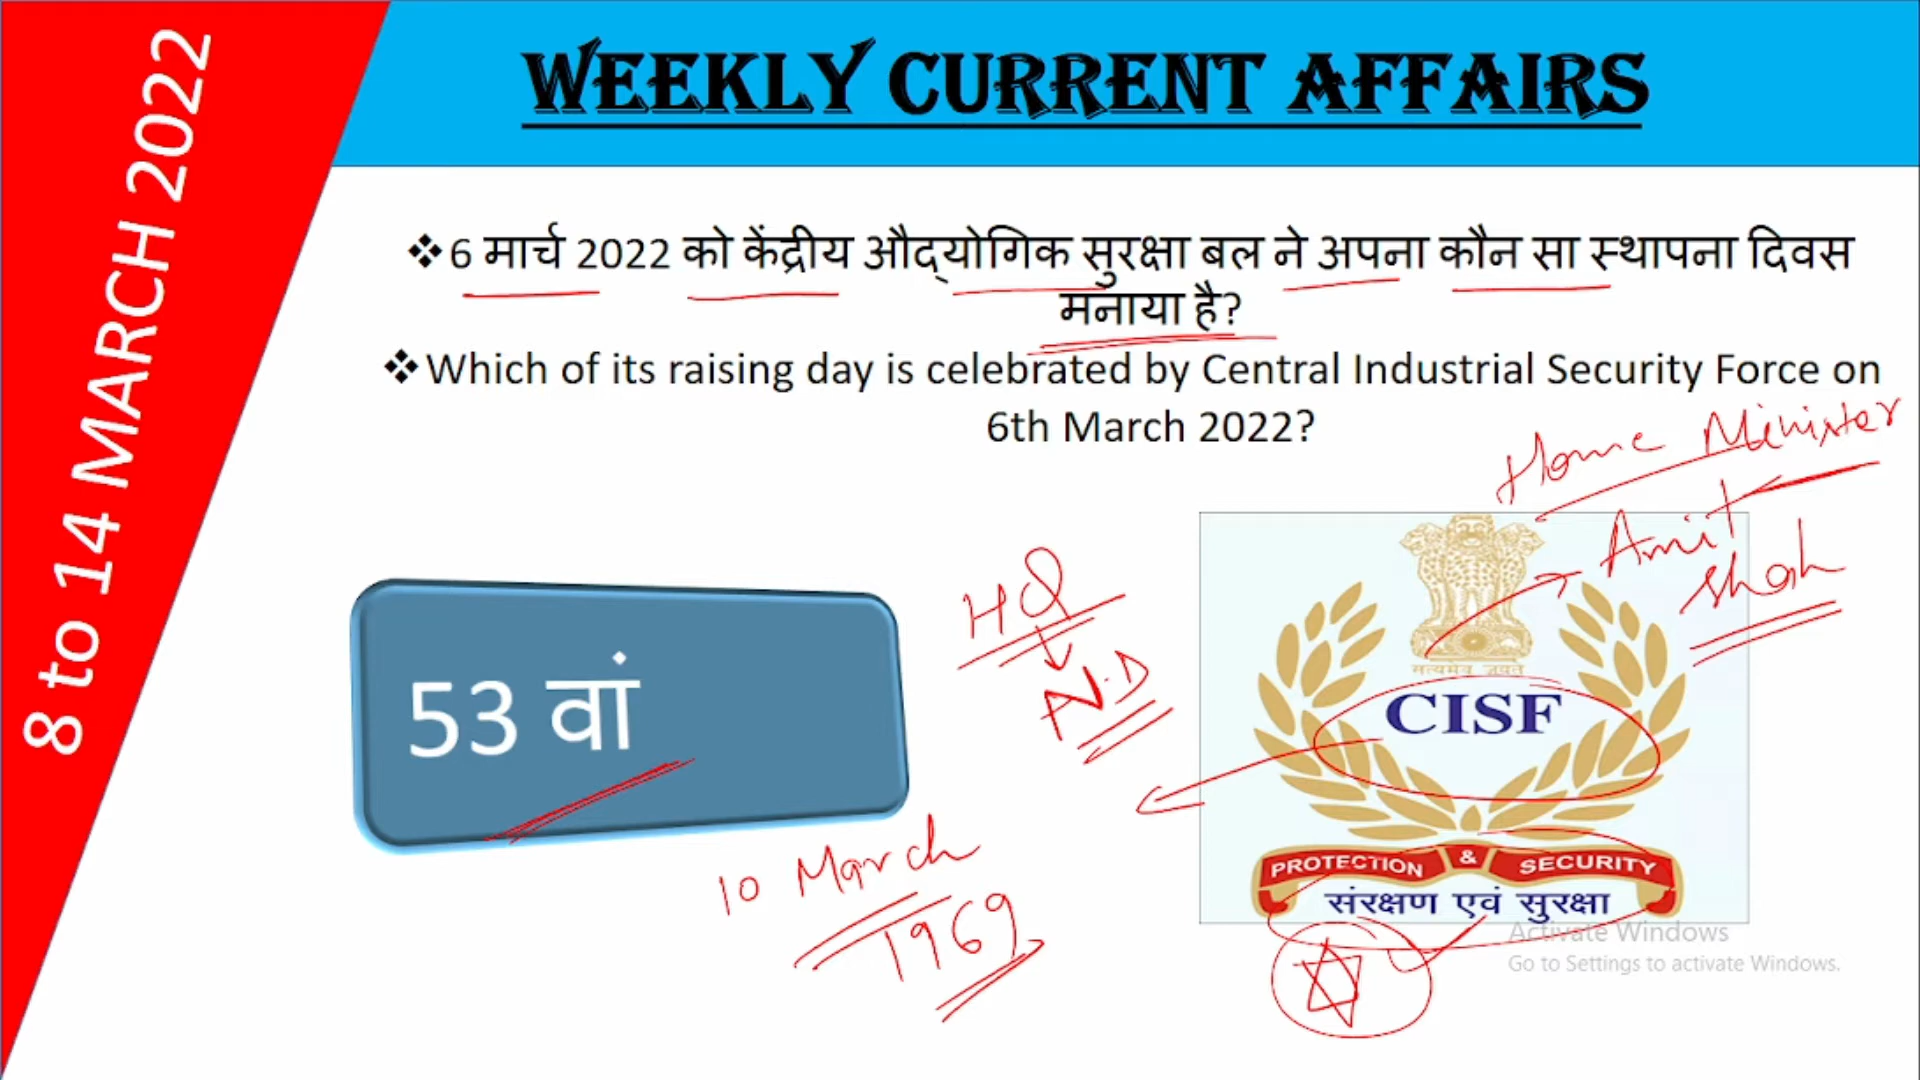 WEEKLY CURRENT AFFAIRS
8 to 14 MARCH 2022
❖6 मार्च 2022 को केंद्रीय औद्योगिक सुरक्षा बल ने अपना कौन सा स्थापना दिवस
मनाया है?
❖Which of its raising day is celebrated by Central Industrial Security Force on
6th March 2022?
Home Minister
Amit
Shah
HQ
N.D
53 वां
10 March
1969
सत्यमेव जयते
CISF
PROTECTION & SECURITY
संरक्षण एवं सुरक्षा
Activate Windows
Go to Settings to activate Windows.